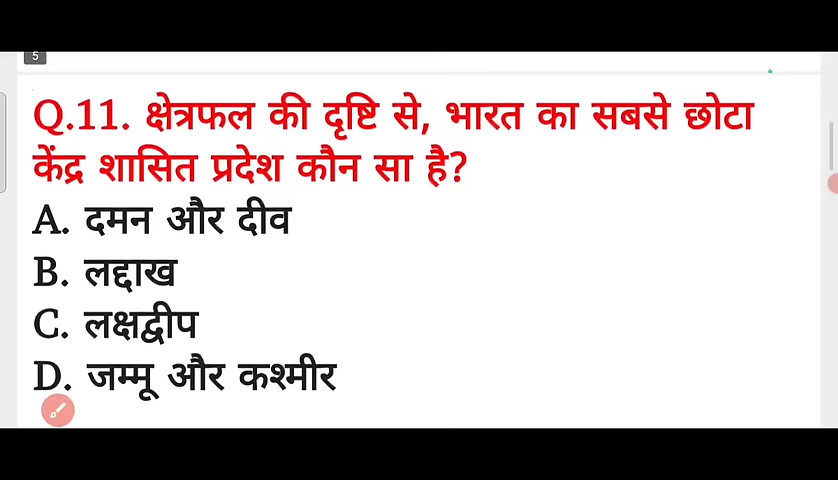 5
Q.11. क्षेत्रफल की दृष्टि से, भारत का सबसे छोटा
केंद्र शासित प्रदेश कौन सा है?
A. दमन और दीव
B. लद्दाख
C. लक्षद्वीप
D. जम्मू और कश्मीर